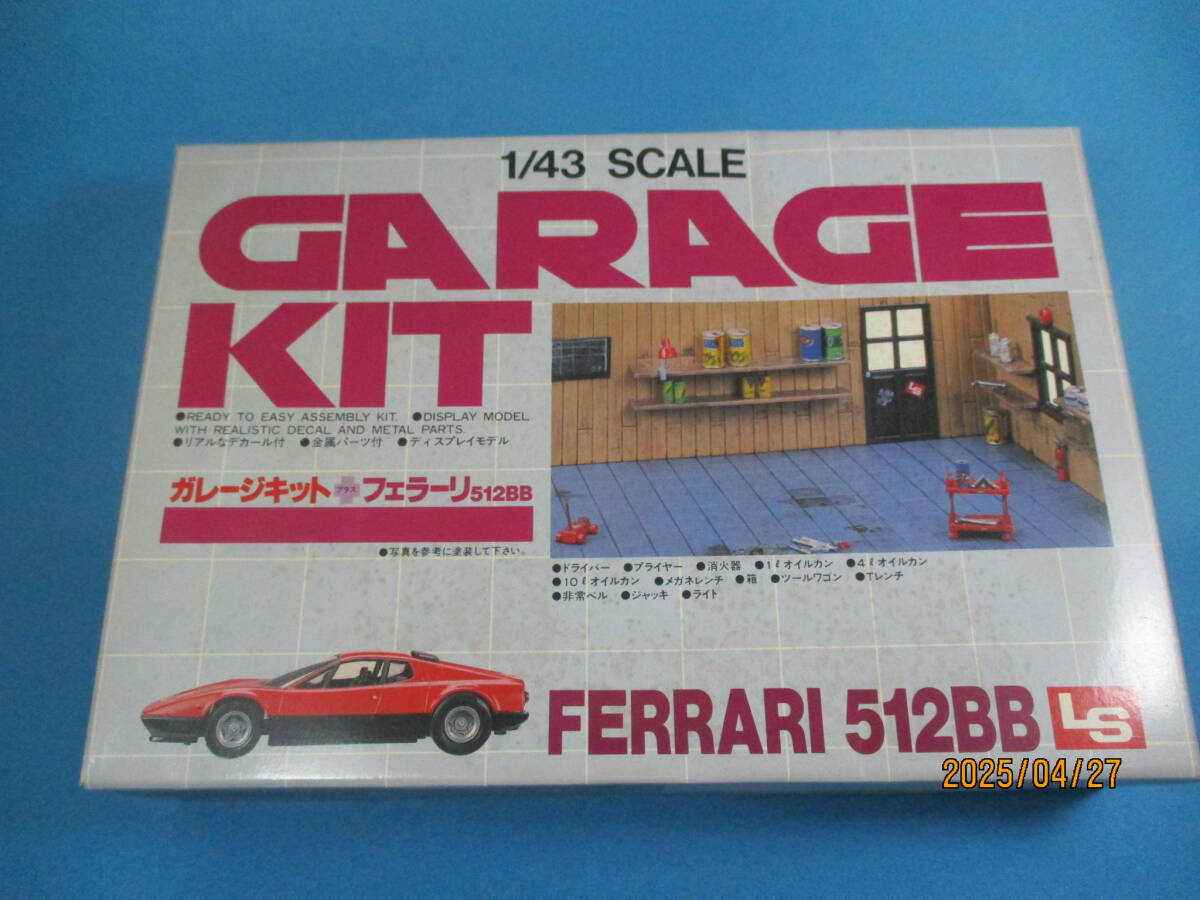 1/43 SCALE
GARAGE
KIT
●READY TO EASY ASSEMBLY KIT. ●DISPLAY MODEL
WITH REALISTIC DECAL AND METAL PARTS.
●リアルなデカール付 ●金属パーツ付 ●ディスプレイモデル
ガレージキットプラスフェラーリ512BB
●写真を参考に塗装して下さい。
LS
●ドライバー ●プライヤー ●消火器 ●1ℓオイルカン ●4ℓオイルカン
●10ℓオイルカン ●メガネレンチ ●箱 ●ツールワゴン ●Tレンチ
●非常ベル ●ジャッキ ●ライト
FERRARI 512BB LS
2025/04/27